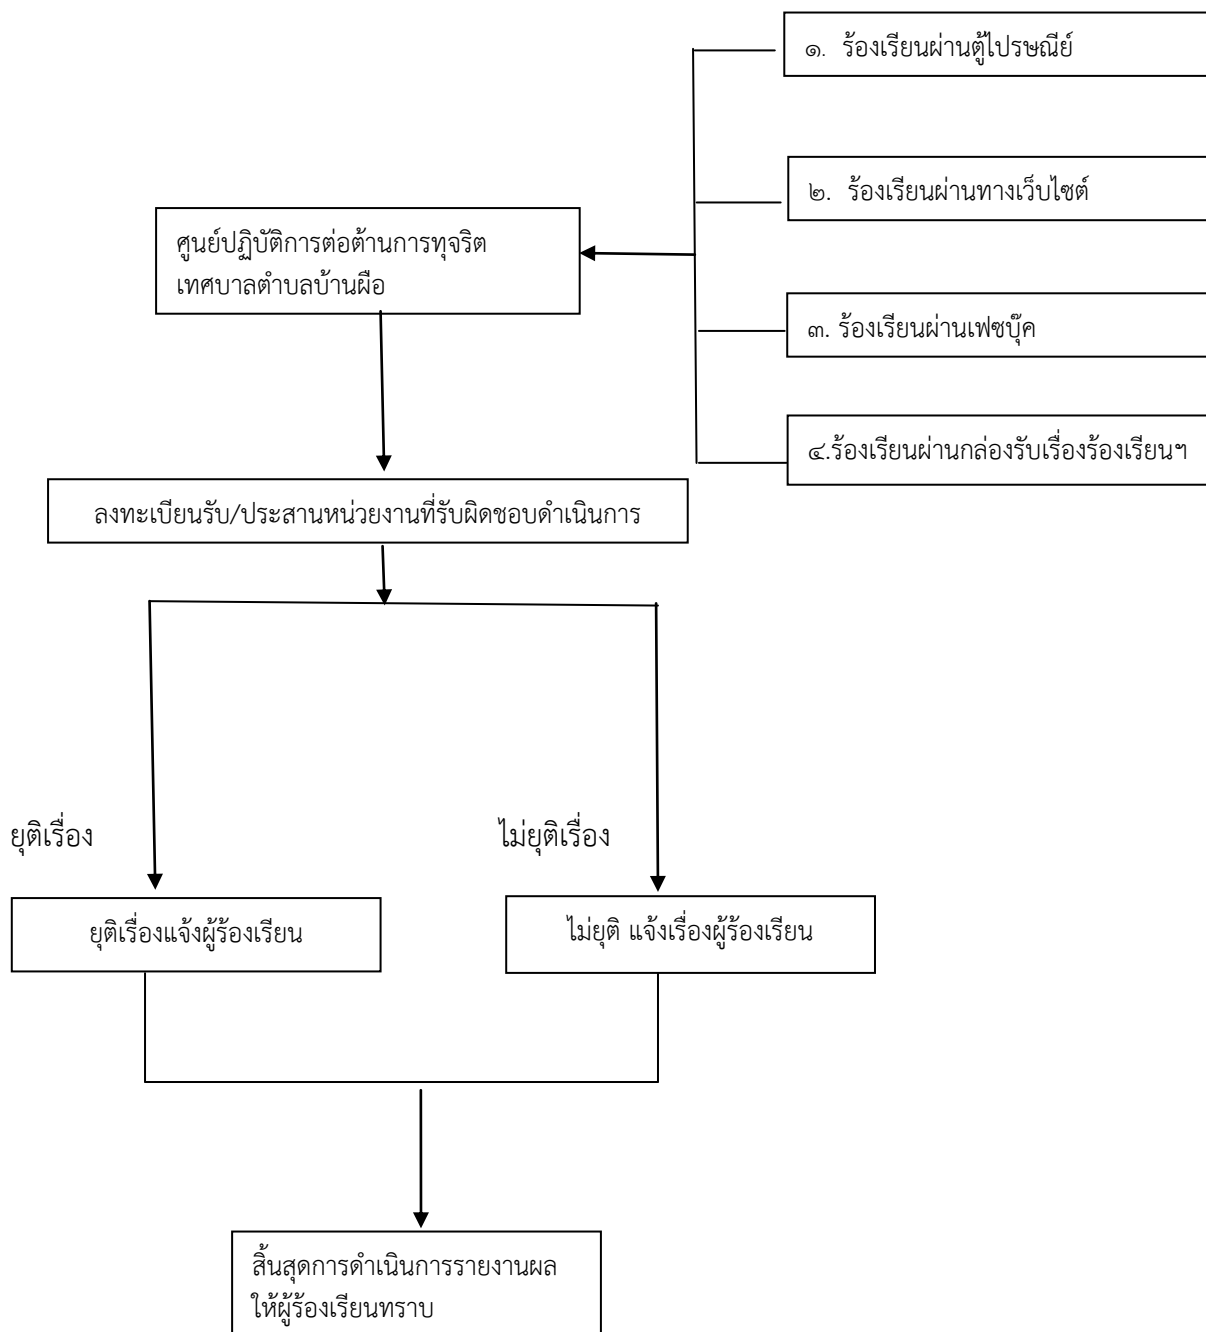 ๑. ร้องเรียนผ่านตู้ไปรษณีย์
๒. ร้องเรียนผ่านทางเว็บไซต์
ศูนย์ปฏิบัติการต่อต้านการทุจริต
เทศบาลตำบลบ้านผือ
๓. ร้องเรียนผ่านเฟซบุ๊ค
๔.ร้องเรียนผ่านกล่องรับเรื่องร้องเรียนฯ
ลงทะเบียนรับ/ประสานหน่วยงานที่รับผิดชอบดำเนินการ
ยุติเรื่อง
ไม่ยุติเรื่อง
ยุติเรื่องแจ้งผู้ร้องเรียน
ไม่ยุติ แจ้งเรื่องผู้ร้องเรียน
สิ้นสุดการดำเนินการรายงานผล
ให้ผู้ร้องเรียนทราบ